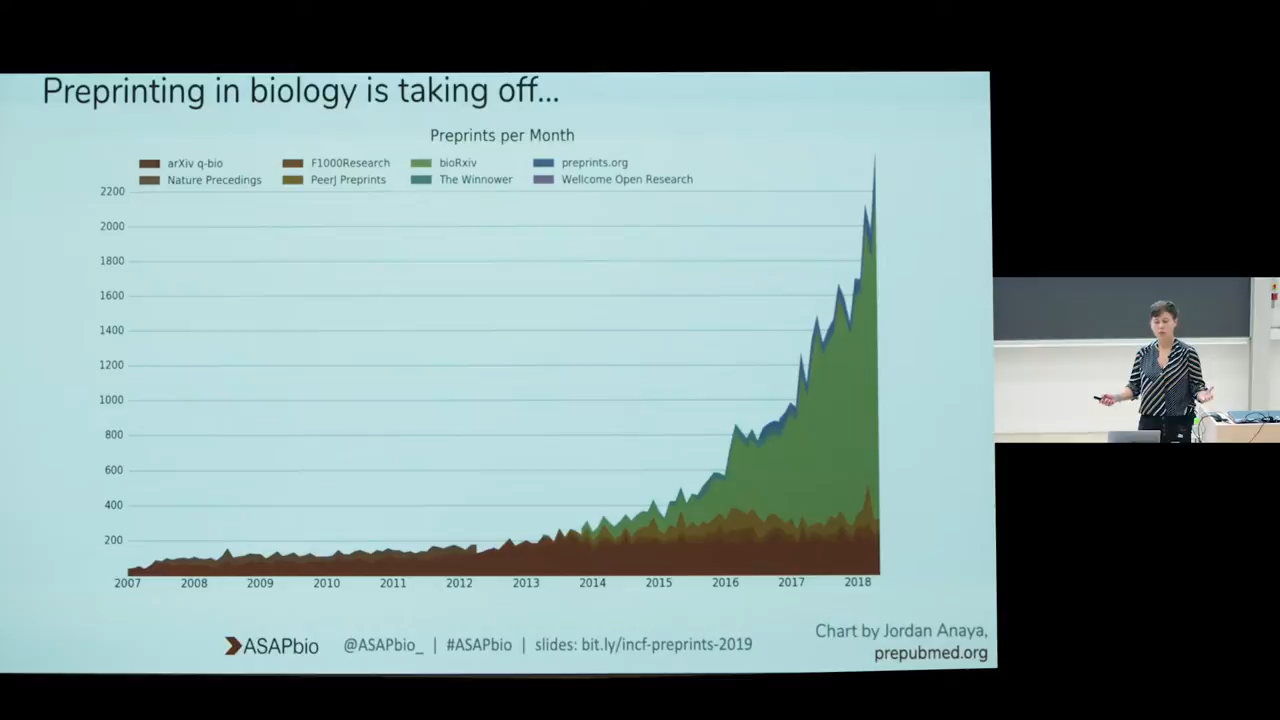 Preprinting in biology is taking off...
Preprints per Month
arXiv q-bio F1000Research bioRxiv preprints.org
Nature Precedings PeerJ Preprints The Winnower Wellcome Open Research
2200
2000
1800
1600
1400
1200
1000
800
600
400
200
2007 2008 2009 2010 2011 2012 2013 2014 2015 2016 2017 2018
ASAPbio @ASAPbio_ | #ASAPbio | slides: bit.ly/incf-preprints-2019
Chart by Jordan Anaya,
prepubmed.org